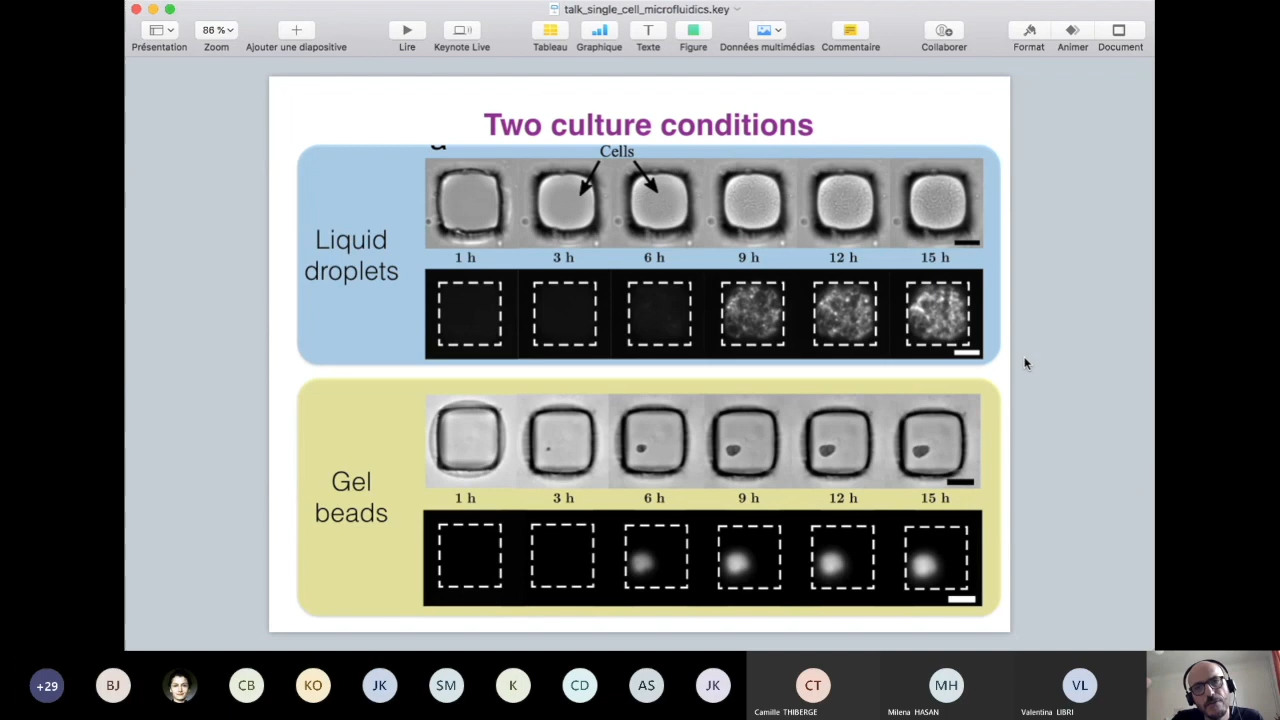 talk_single_cell_microfluidics.key
86 %
Présentation Zoom Ajouter une diapositive Lire Keynote Live Tableau Graphique Texte Figure Données multimédias Commentaire Collaborer Format Animer Document
Two culture conditions
Cells
Liquid
droplets
1 h 3 h 6 h 9 h 12 h 15 h
Gel
beads
1 h 3 h 6 h 9 h 12 h 15 h
+29 BJ CB KO JK SM K CD AS JK CT MH VL
Camille THIBERGE Milena HASAN Valentina LIBRI